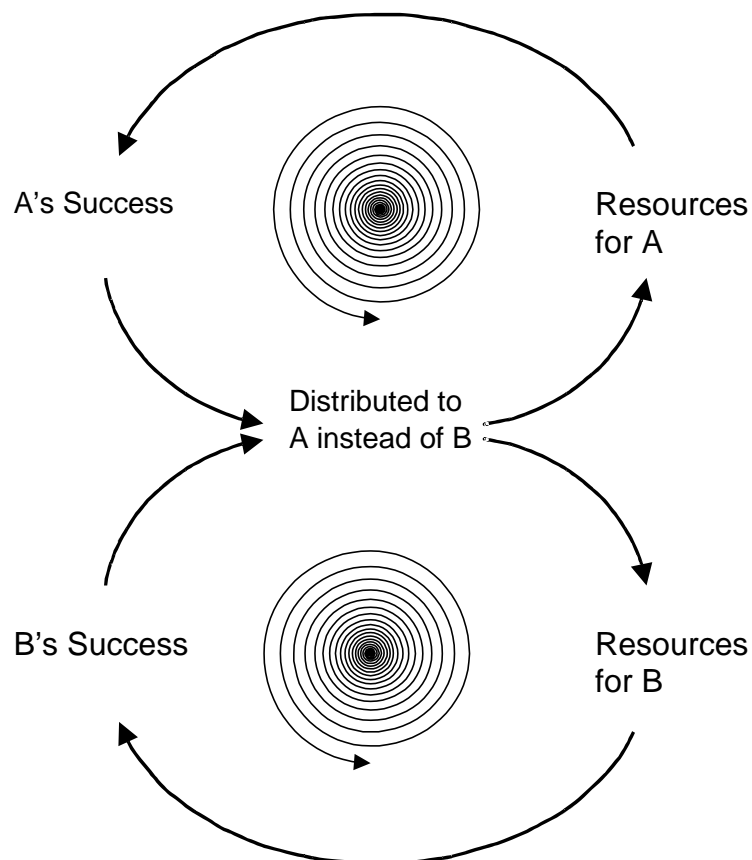 A's Success
Resources
for A
Distributed to
A instead of B
B's Success
Resources
for B